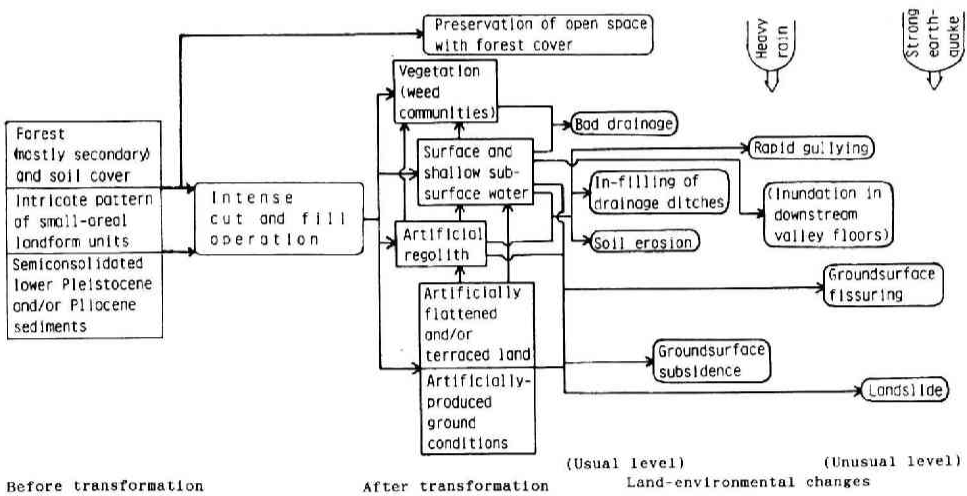 Preservation of open space
with forest cover
Heavy
rain
Strong
earth-
quake
Vegetation
(weed
communities)
Bad drainage
Forest
(mostly secondary)
and soil cover
Surface and
shallow sub-
surface water
Rapid gullying
In-filling of
drainage ditches
(Inundation in
downstream
valley floors)
Intricate pattern
of small-areal
landform units
Intense
cut and fill
operation
Artificial
regolith
Soil erosion
Semiconsolidated
lower Pleistocene
and/or Pliocene
sediments
Groundsurface
fissuring
Artificially
flattened
and/or
terraced land
Groundsurface
subsidence
Artificially-
produced
ground
conditions
Landslide
(Usual level)
(Unusual level)
Before transformation
After transformation
Land-environmental changes